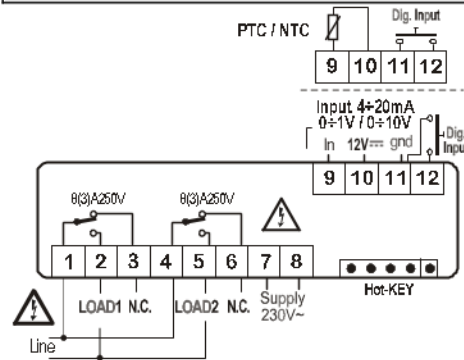 PTC / NTC
Dig. Input
9 10 11 12
Input 4÷20mA
0÷1V / 0÷10V
In 12V⎓ gnd
Dig. Input
9 10 11 12
8(3)A250V 8(3)A250V
1 2 3 4 5 6 7 8
LOAD1 N.C. LOAD2 N.C. Supply
230V~
Hot-KEY
Line